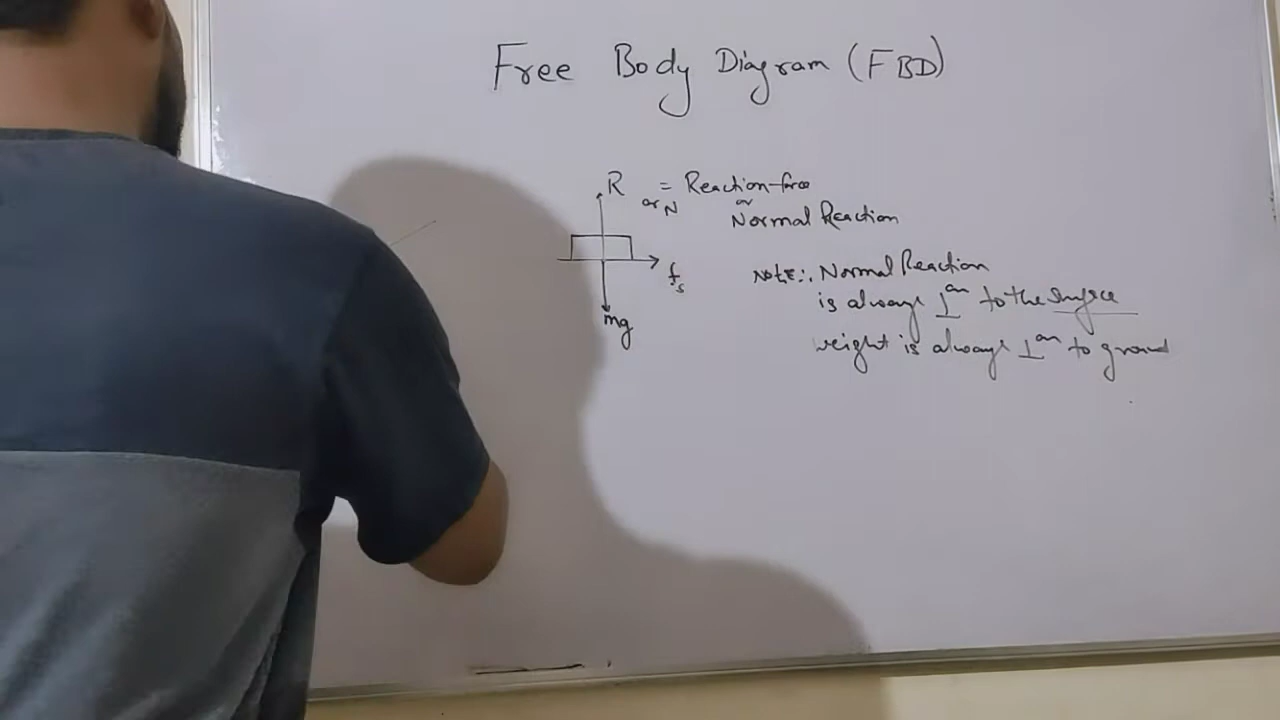 Free Body Diagram (FBD)
R = Reaction-force
or N or
Normal Reaction
fs
mg
NOTE:. Normal Reaction
is always ⊥ar to the surface
weight is always ⊥ar to ground